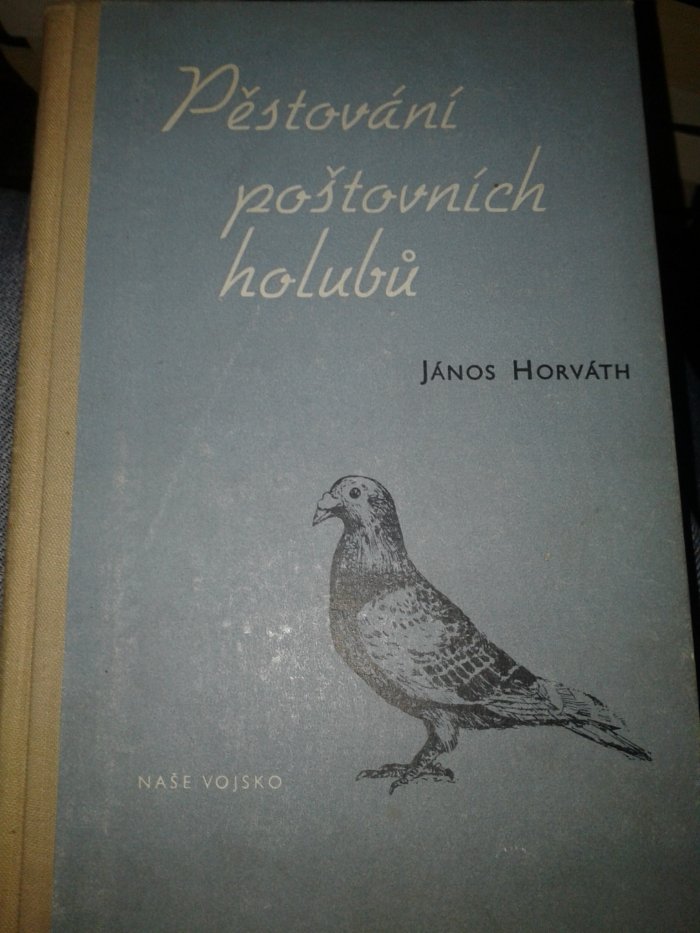 Pěstování
poštovních
holubů
János Horváth
NAŠE VOJSKO